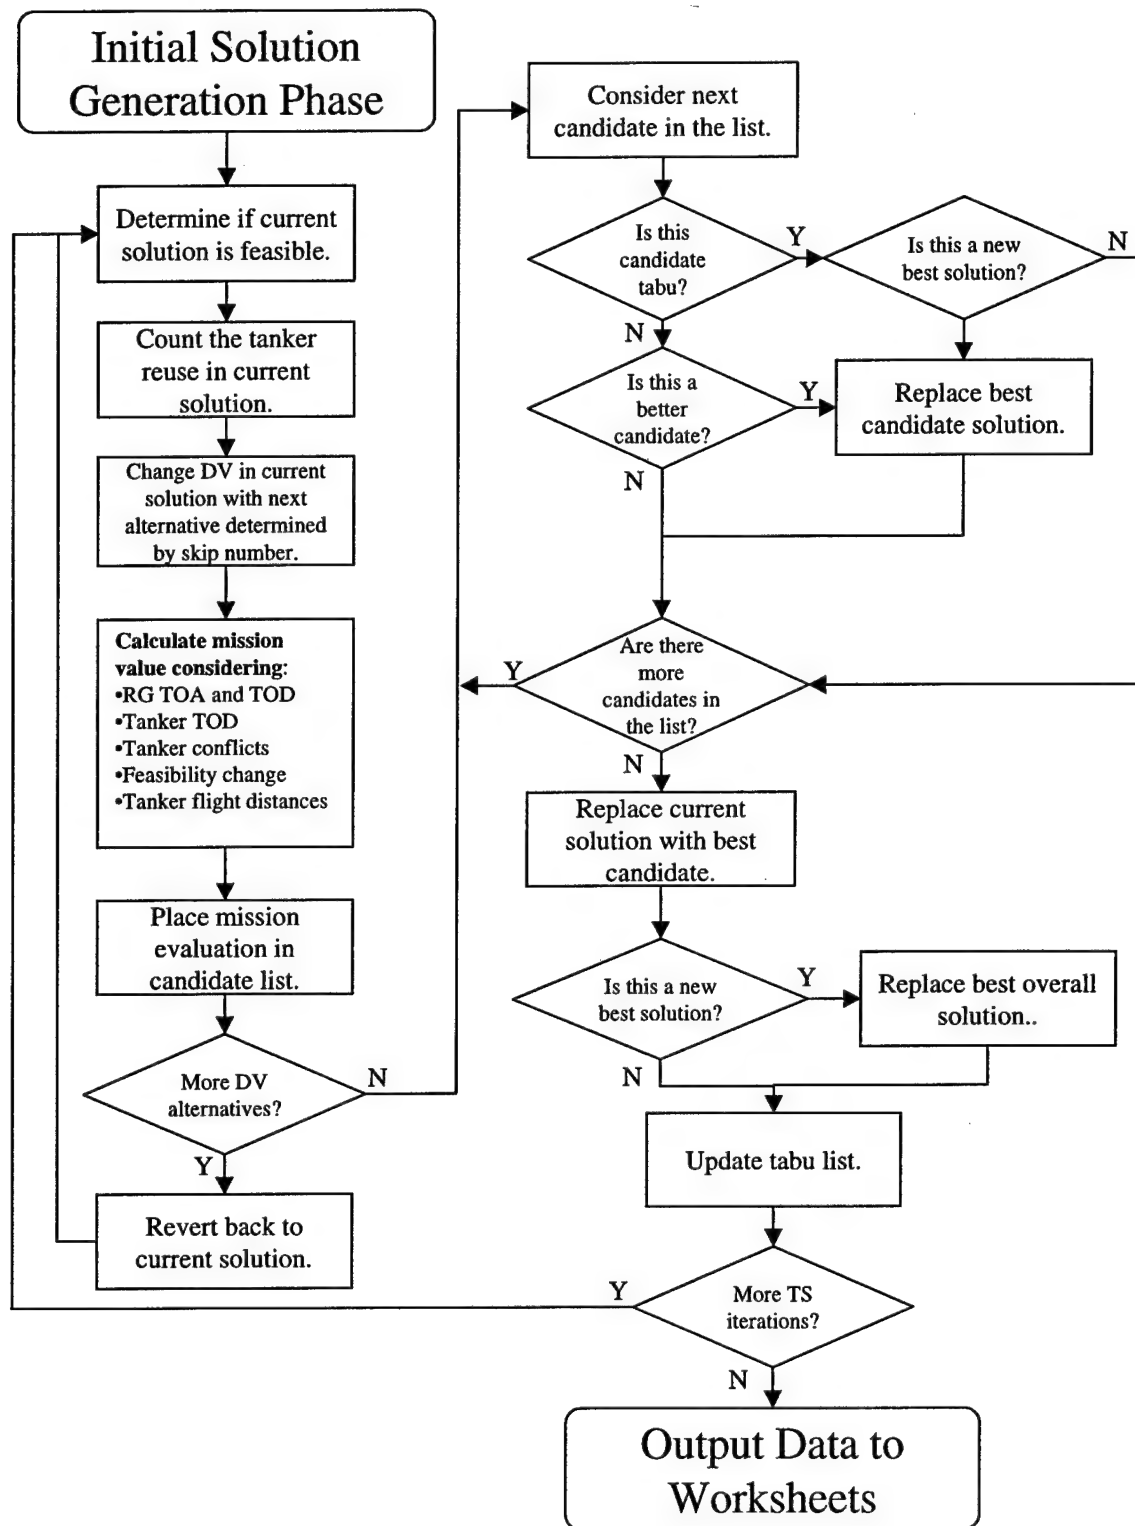 Initial Solution
Generation Phase
Determine if current
solution is feasible.
Count the tanker
reuse in current
solution.
Change DV in current
solution with next
alternative determined
by skip number.
Calculate mission
value considering:
•RG TOA and TOD
•Tanker TOD
•Tanker conflicts
•Feasibility change
•Tanker flight distances
Place mission
evaluation in
candidate list.
More DV
alternatives?
N
Y
Revert back to
current solution.
Consider next
candidate in the list.
Is this
candidate
tabu?
Y
N
Is this a new
best solution?
N
Is this a
better
candidate?
Y
N
Replace best
candidate solution.
Are there
more
candidates in
the list?
Y
N
Replace current
solution with best
candidate.
Is this a new
best solution?
Y
N
Replace best overall
solution..
Update tabu list.
More TS
iterations?
Y
N
Output Data to
Worksheets